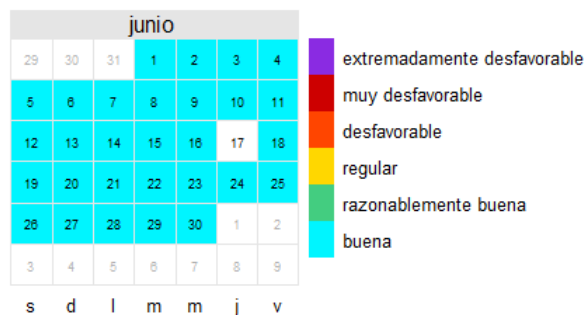 junio
29 30 31 1 2 3 4
5 6 7 8 9 10 11
12 13 14 15 16 17 18
19 20 21 22 23 24 25
26 27 28 29 30 1 2
3 4 5 6 7 8 9
s d l m m j v
extremadamente desfavorable
muy desfavorable
desfavorable
regular
razonablemente buena
buena